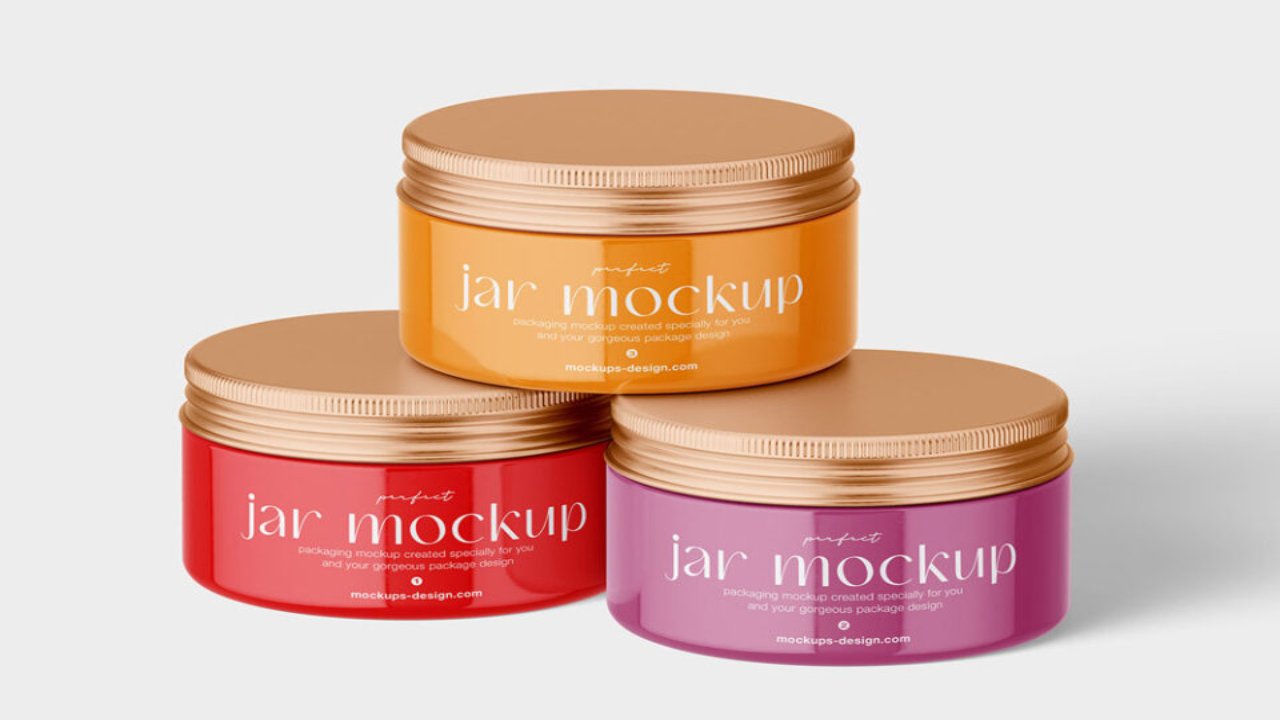 perfect
jar mockup
packaging mockup created specially for you
and your gorgeous package design
3
mockups-design.com
perfect
jar mockup
packaging mockup created specially for you
and your gorgeous package design
1
mockups-design.com
perfect
jar mockup
packaging mockup created specially for you
and your gorgeous package design
2
mockups-design.com